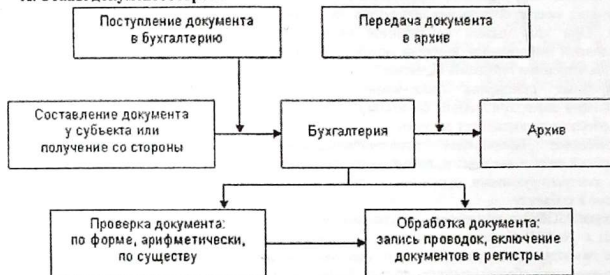 Поступление документа
в бухгалтерию
Передача документа
в архив
Составление документа
у субъекта или
получение со стороны
Бухгалтерия
Архив
Проверка документа:
по форме, арифметически,
по существу
Обработка документа:
запись проводок, включение
документов в регистры